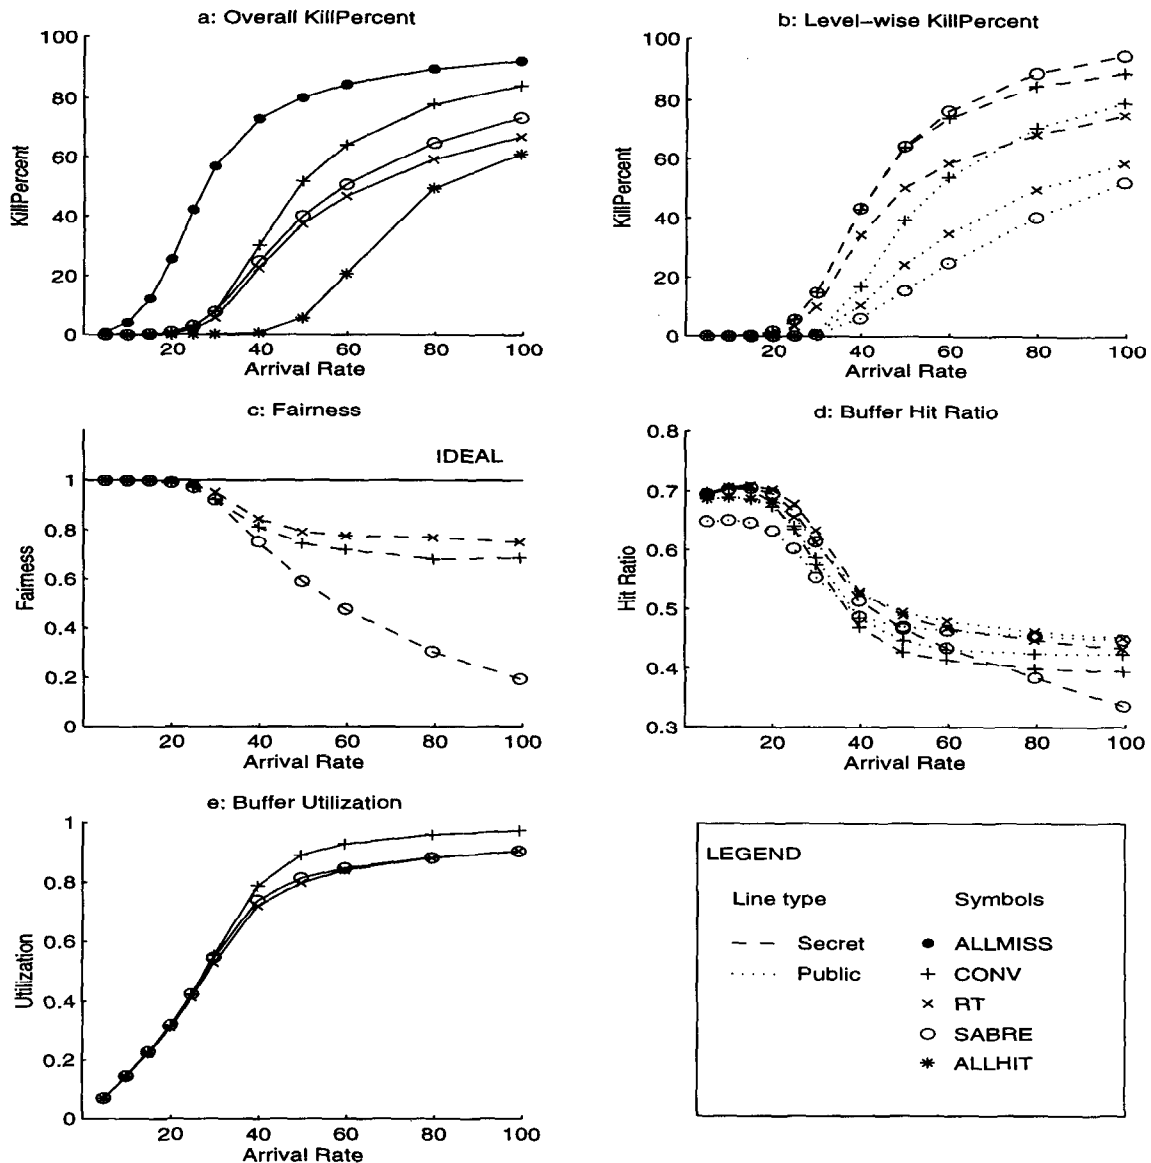 a: Overall KillPercent
100
80
60
40
20
0
KillPercent
20 40 60 80 100
Arrival Rate
b: Level-wise KillPercent
100
80
60
40
20
0
KillPercent
20 40 60 80 100
Arrival Rate
c: Fairness
IDEAL
1
0.8
0.6
0.4
0.2
0
Fairness
20 40 60 80 100
Arrival Rate
d: Buffer Hit Ratio
0.8
0.7
0.6
0.5
0.4
0.3
Hit Ratio
20 40 60 80 100
Arrival Rate
e: Buffer Utilization
1
0.8
0.6
0.4
0.2
0
Utilization
20 40 60 80 100
Arrival Rate
LEGEND
Line type Symbols
Secret ALLMISS
Public CONV
RT
SABRE
ALLHIT